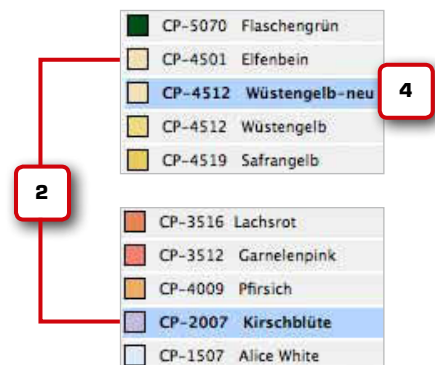 CP-5070 Flaschengrün
CP-4501 Elfenbein
CP-4512 Wüstengelb-neu
4
CP-4512 Wüstengelb
CP-4519 Safrangelb
2
CP-3516 Lachsrot
CP-3512 Garnelenpink
CP-4009 Pfirsich
CP-2007 Kirschblüte
CP-1507 Alice White